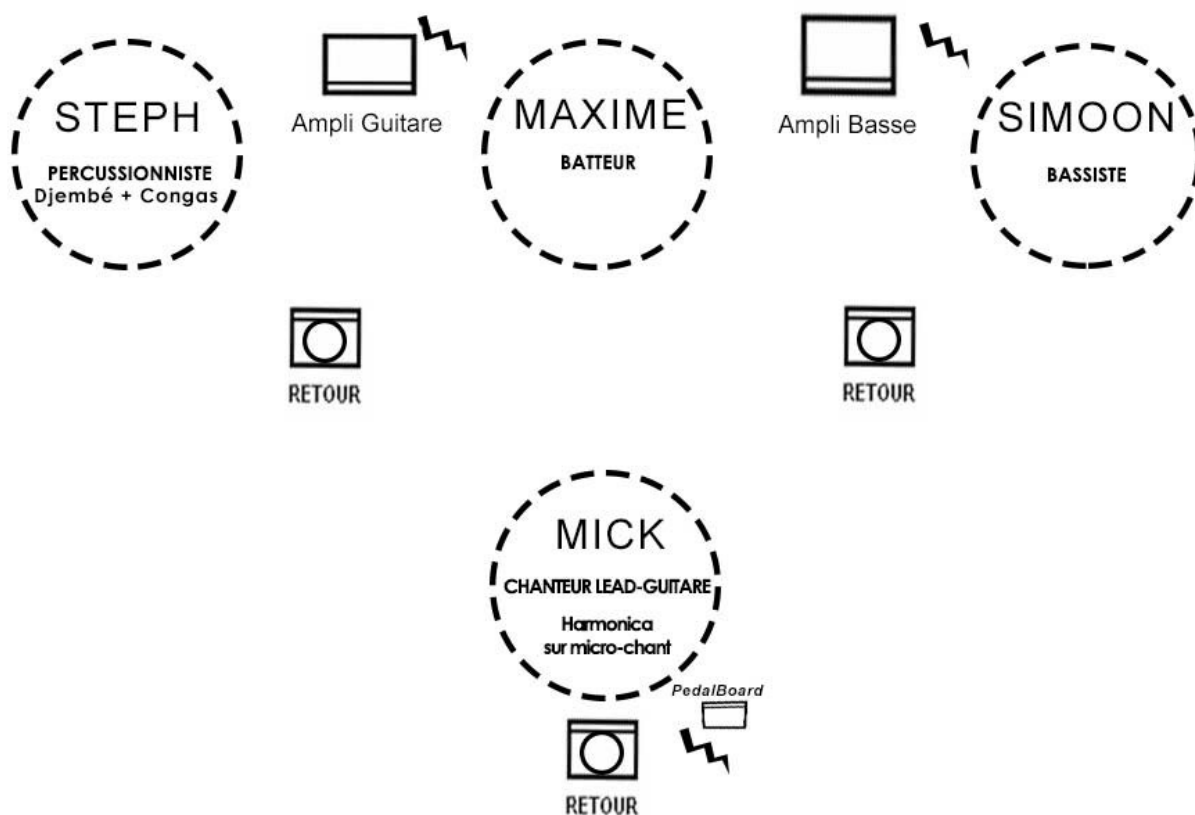 STEPH
PERCUSSIONNISTE
Djembé + Congas
Ampli Guitare
MAXIME
BATTEUR
Ampli Basse
SIMOON
BASSISTE
RETOUR
RETOUR
MICK
CHANTEUR LEAD-GUITARE
Harmonica
sur micro-chant
PedalBoard
RETOUR